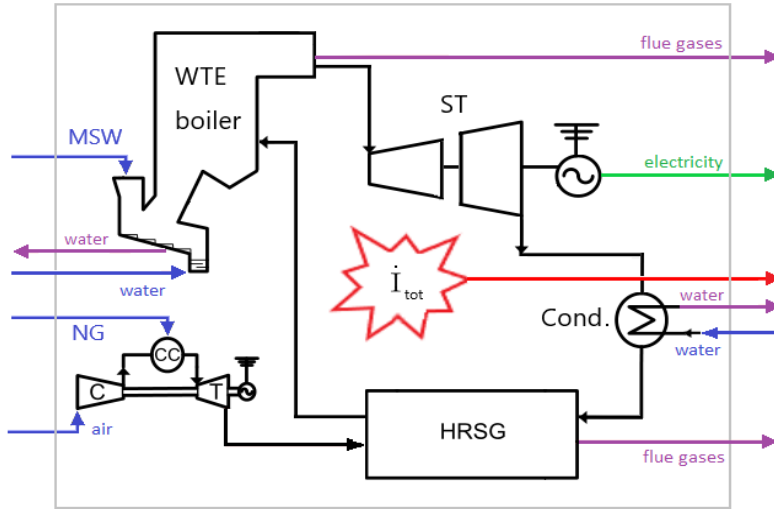 flue gases
WTE
boiler
ST
MSW
electricity
water
water
İtot
water
Cond.
NG
water
CC
C
T
air
HRSG
flue gases